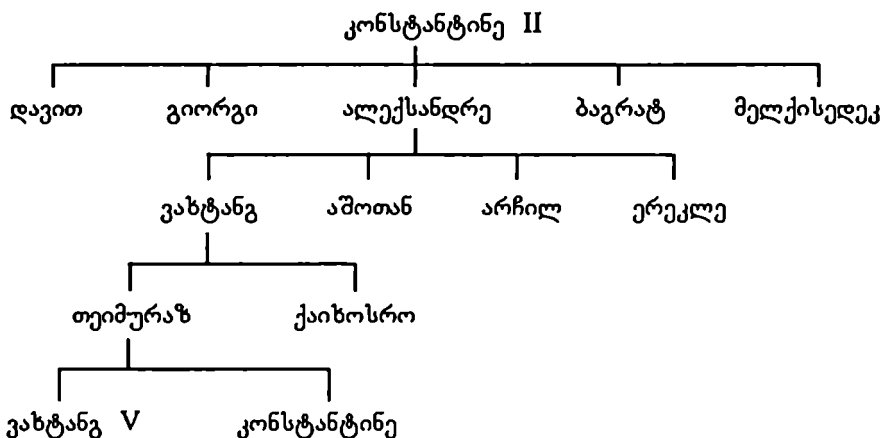 კონსტანტინე II
დავით გიორგი ალექსანდრე ბაგრატ მელქისედეკ
ვახტანგ აშოთან არჩილ ერეკლე
თეიმურაზ ქაიხოსრო
ვახტანგ V კონსტანტინე